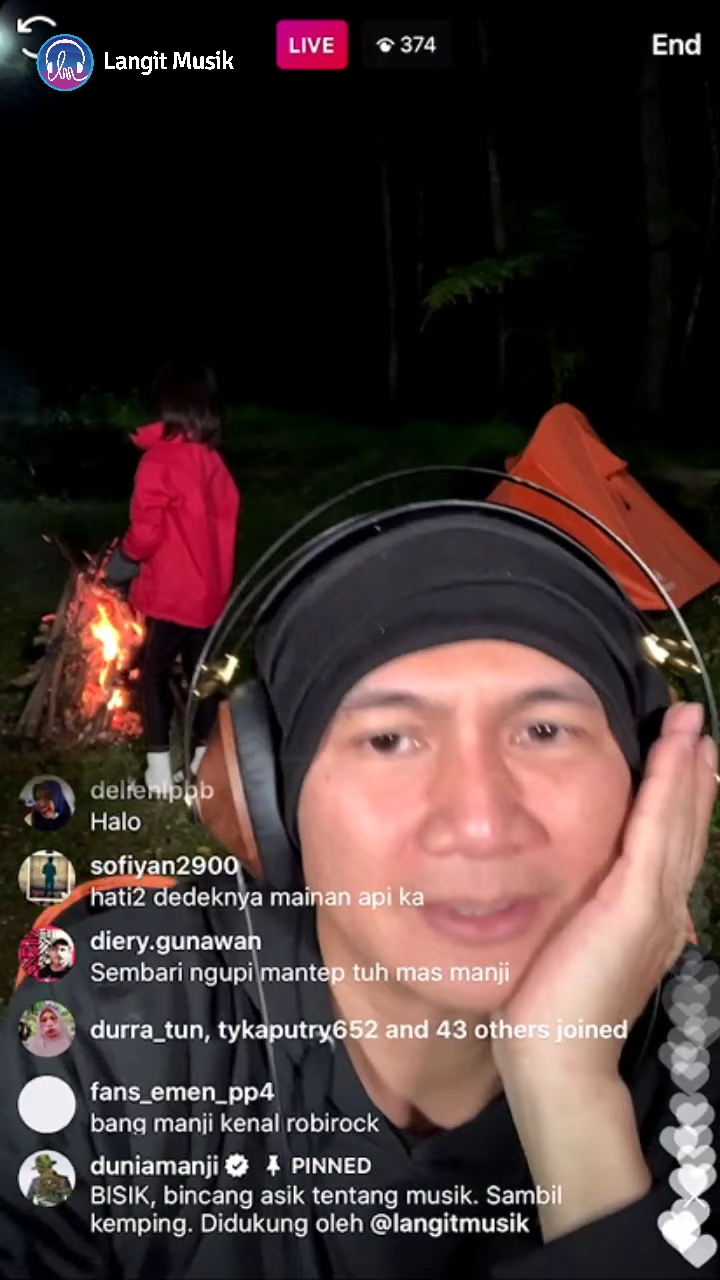 Langit Musik
LIVE
374
End
delienipbb
Halo
sofiyan2900
hati2 dedeknya mainan api ka
diery.gunawan
Sembari ngupi mantep tuh mas manji
durra_tun, tykaputry652 and 43 others joined
fans_emen_pp4
bang manji kenal robirock
duniamanji PINNED
BISIK, bincang asik tentang musik. Sambil
kemping. Didukung oleh @langitmusik